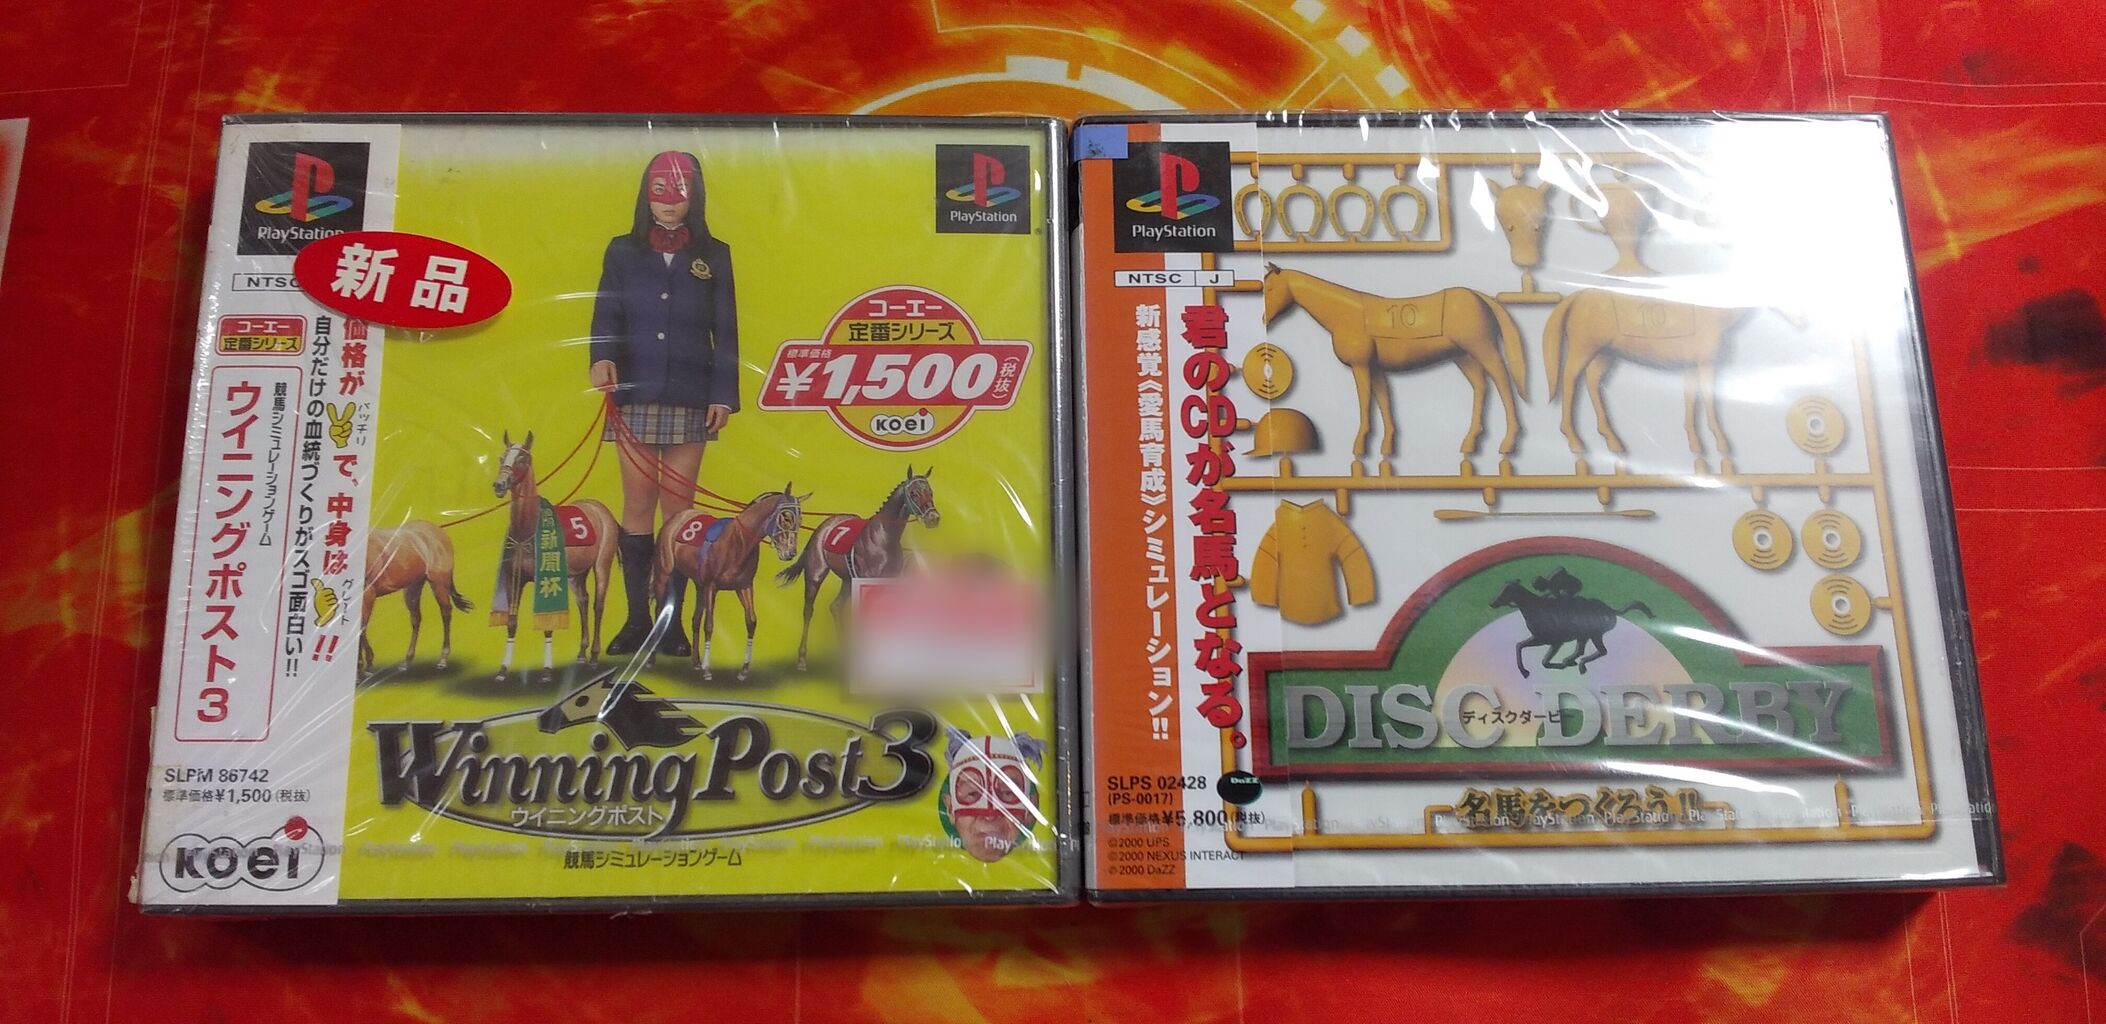 PlayStation
NTSC
新品
コーエー
定番シリーズ
競馬シミュレーションゲーム
ウイニングポスト3
価格がバッチリで、中身はグレート!!
自分だけの血統づくりがスゴ面白い!!
SLPM 86742
標準価格¥1,500(税抜)
KOEI
PlayStation
コーエー
定番シリーズ
標準価格
¥1,500(税抜)
KOEI
5
8
7
新聞杯
Winning Post 3
ウイニングポスト
競馬シミュレーションゲーム
PlayStation
NTSC J
君のCDが名馬となる。
新感覚《愛馬育成》シミュレーション!!
SLPS 02428
(PS-0017)
標準価格¥5,800(税抜)
©2000 UPS
©2000 NEXUS INTERACT
©2000 DaZZ
DaZZ
10
10
DISC DERBY
ディスクダービー
名馬をつくろう!!